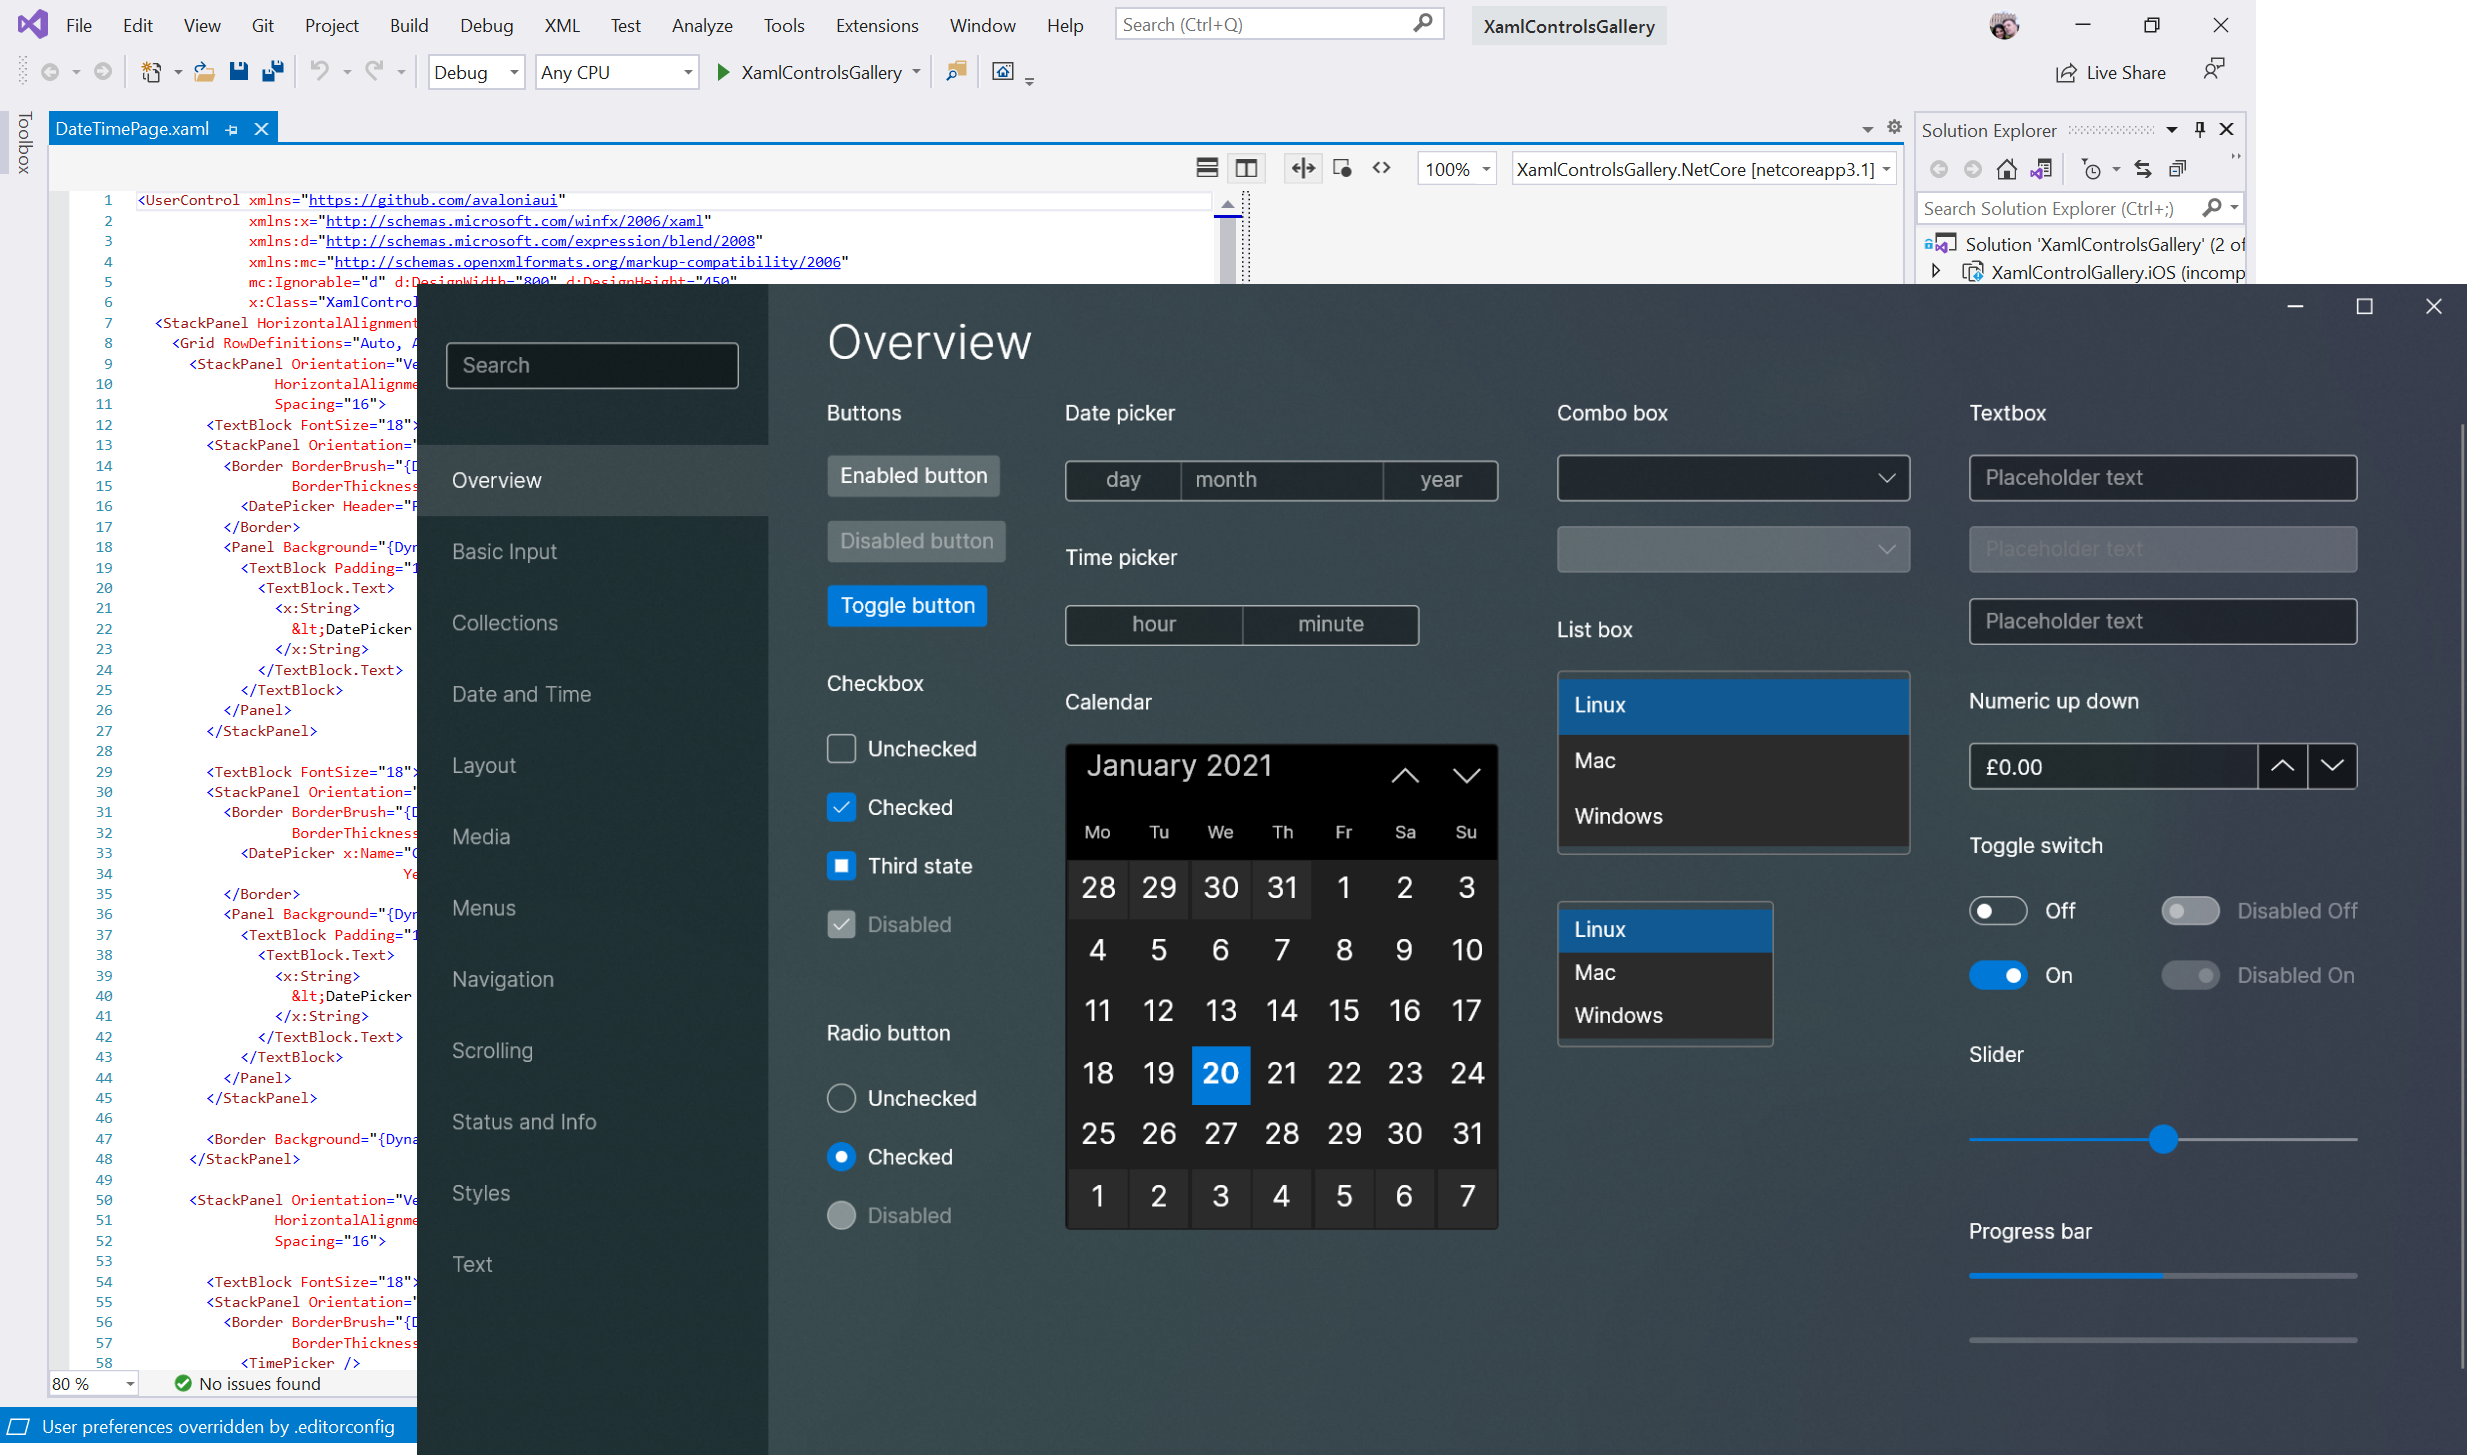 File Edit View Git Project Build Debug XML Test Analyze Tools Extensions Window Help Search (Ctrl+Q) XamlControlsGallery
Debug Any CPU XamlControlsGallery Live Share
Toolbox
DateTimePage.xaml
100% XamlControlsGallery.NetCore [netcoreapp3.1]
1 <UserControl xmlns="https://github.com/avaloniaui"
2 xmlns:x="http://schemas.microsoft.com/winfx/2006/xaml"
3 xmlns:d="http://schemas.microsoft.com/expression/blend/2008"
4 xmlns:mc="http://schemas.openxmlformats.org/markup-compatibility/2006"
5 mc:Ignorable="d" d:DesignWidth="800" d:DesignHeight="450"
6 x:Class="XamlControl
7 <StackPanel HorizontalAlignment
8 <Grid RowDefinitions="Auto, A
9 <StackPanel Orientation="Ve
10 HorizontalAlignme
11 Spacing="16">
12 <TextBlock FontSize="18">
13 <StackPanel Orientation="
14 <Border BorderBrush="{D
15 BorderThickness
16 <DatePicker Header="P
17 </Border>
18 <Panel Background="{Dyn
19 <TextBlock Padding="1
20 <TextBlock.Text>
21 <x:String>
22 &lt;DatePicker
23 </x:String>
24 </TextBlock.Text>
25 </TextBlock>
26 </Panel>
27 </StackPanel>
28
29 <TextBlock FontSize="18">
30 <StackPanel Orientation="
31 <Border BorderBrush="{D
32 BorderThickness
33 <DatePicker x:Name="C
34 Ye
35 </Border>
36 <Panel Background="{Dyn
37 <TextBlock Padding="1
38 <TextBlock.Text>
39 <x:String>
40 &lt;DatePicker
41 </x:String>
42 </TextBlock.Text>
43 </TextBlock>
44 </Panel>
45 </StackPanel>
46
47 <Border Background="{Dyna
48 </StackPanel>
49
50 <StackPanel Orientation="Ve
51 HorizontalAlignme
52 Spacing="16">
53
54 <TextBlock FontSize="18">
55 <StackPanel Orientation="
56 <Border BorderBrush="{D
57 BorderThickness
58 <TimePicker />
80 % No issues found
User preferences overridden by .editorconfig
Solution Explorer
Search Solution Explorer (Ctrl+;)
Solution 'XamlControlsGallery' (2 of
XamlControlGallery.iOS (incomp
Search
Overview
Basic Input
Collections
Date and Time
Layout
Media
Menus
Navigation
Scrolling
Status and Info
Styles
Text
Overview
Buttons
Enabled button
Disabled button
Toggle button
Checkbox
Unchecked
Checked
Third state
Disabled
Radio button
Unchecked
Checked
Disabled
Date picker
day month year
Time picker
hour minute
Calendar
January 2021
Mo Tu We Th Fr Sa Su
28 29 30 31 1 2 3
4 5 6 7 8 9 10
11 12 13 14 15 16 17
18 19 20 21 22 23 24
25 26 27 28 29 30 31
1 2 3 4 5 6 7
Combo box
List box
Linux
Mac
Windows
Linux
Mac
Windows
Textbox
Placeholder text
Placeholder text
Placeholder text
Numeric up down
£0.00
Toggle switch
Off Disabled Off
On Disabled On
Slider
Progress bar